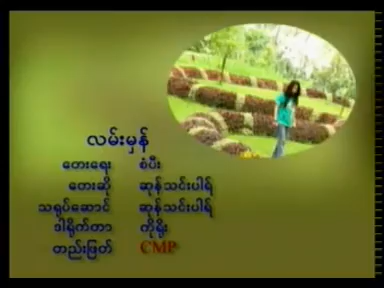 လမ်းမှန်
တေးရေး စံပီး
တေးဆို ဆုန်သင်းပါရ်
သရုပ်ဆောင် ဆုန်သင်းပါရ်
ဒါရိုက်တာ ကိုရိုး
တည်းဖြတ် CMP